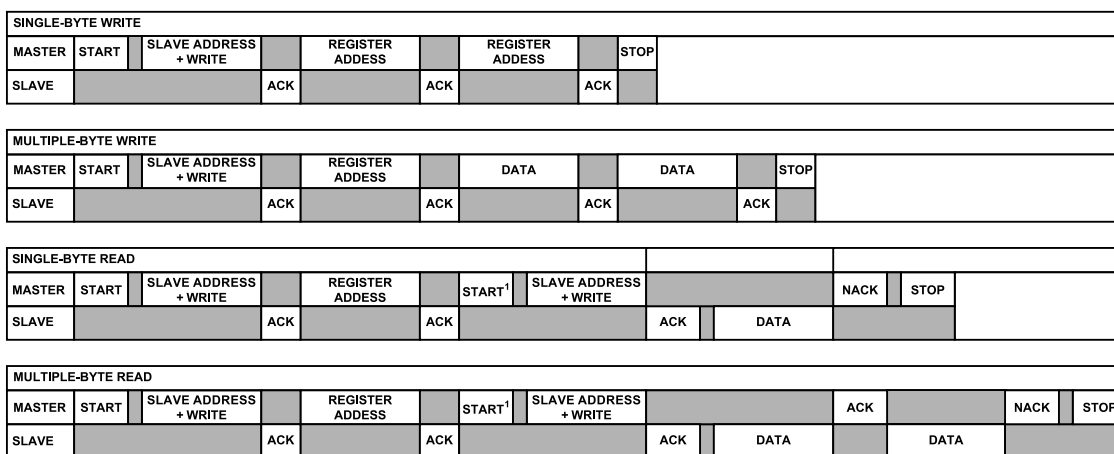 SINGLE-BYTE WRITE
MASTER START SLAVE ADDRESS + WRITE REGISTER ADDESS REGISTER ADDESS STOP
SLAVE ACK ACK ACK
MULTIPLE-BYTE WRITE
MASTER START SLAVE ADDRESS + WRITE REGISTER ADDESS DATA DATA STOP
SLAVE ACK ACK ACK ACK
SINGLE-BYTE READ
MASTER START SLAVE ADDRESS + WRITE REGISTER ADDESS START¹ SLAVE ADDRESS + WRITE NACK STOP
SLAVE ACK ACK ACK DATA
MULTIPLE-BYTE READ
MASTER START SLAVE ADDRESS + WRITE REGISTER ADDESS START¹ SLAVE ADDRESS + WRITE ACK NACK STOP
SLAVE ACK ACK ACK DATA DATA